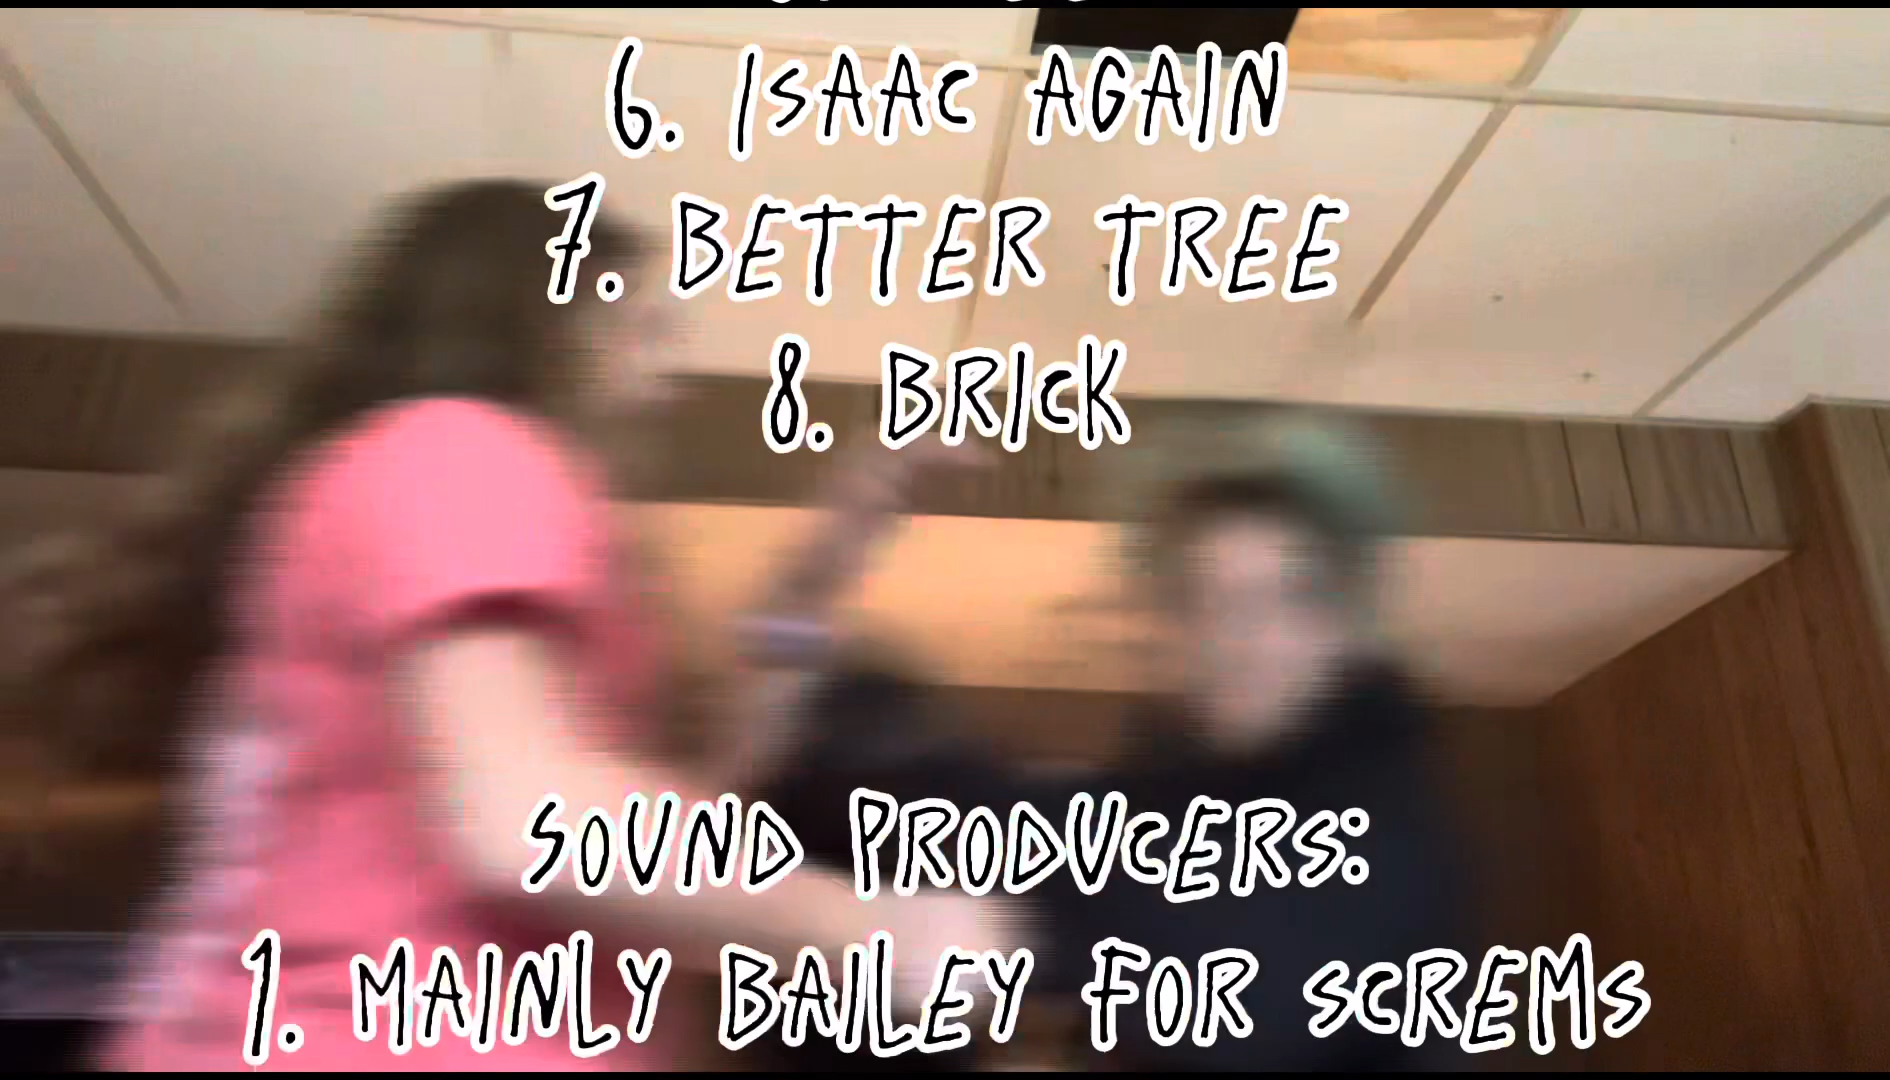 6. ISAAC AGAIN
7. BETTER TREE
8. BRICK
SOUND PRODUCERS:
1. MAINLY BAILEY FOR SCREMS